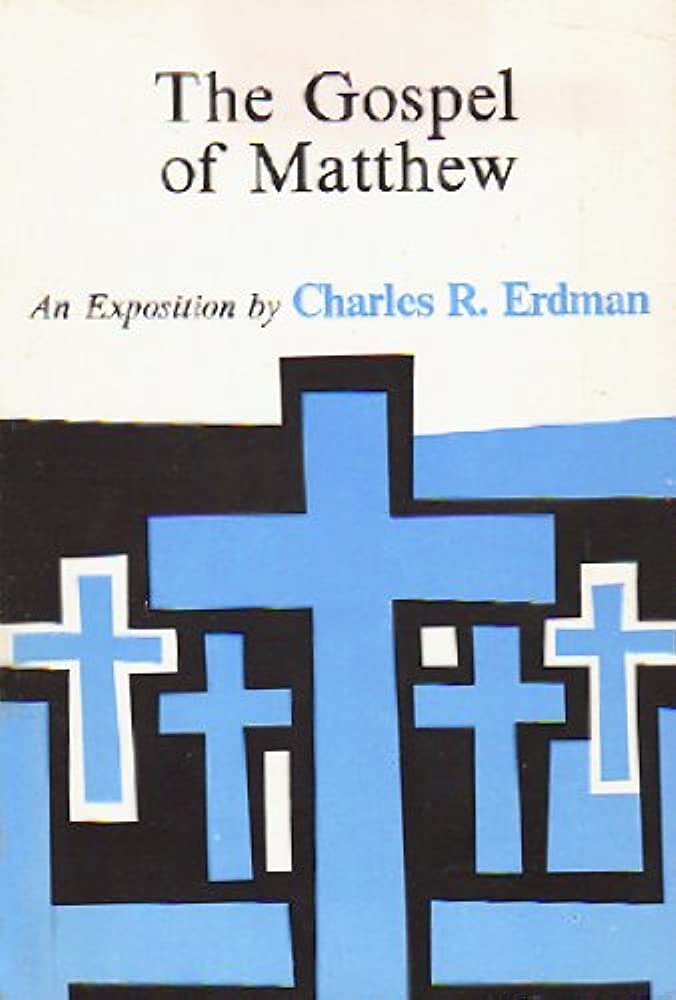 The Gospel
of Matthew
An Exposition by Charles R. Erdman